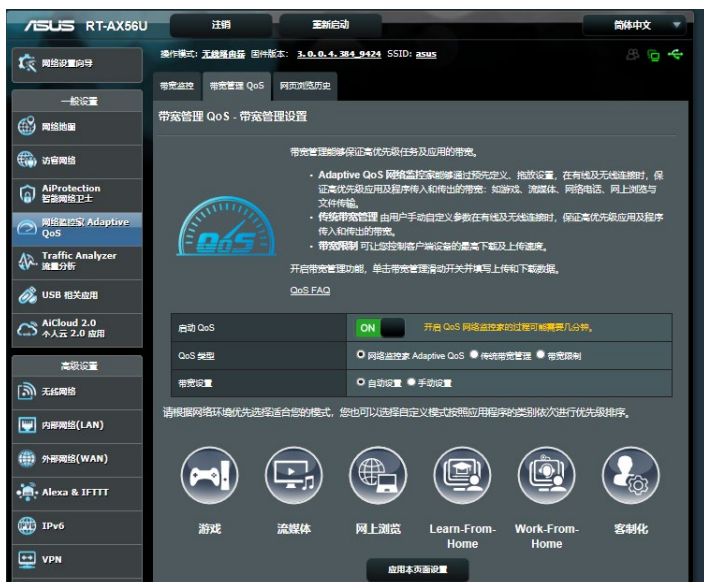 ASUS RT-AX56U
注销
重新启动
简体中文
操作模式: 无线路由器 固件版本: 3.0.0.4.384_9424 SSID: asus
网络设置向导
一般设置
网络地图
访客网络
AiProtection
智能网络卫士
网络监控家 Adaptive
QoS
Traffic Analyzer
流量分析
USB 相关应用
AiCloud 2.0
个人云 2.0 应用
高级设置
无线网络
内部网络(LAN)
外部网络(WAN)
Alexa & IFTTT
IPv6
VPN
带宽监控
带宽管理 QoS
网页浏览历史
带宽管理 QoS - 带宽管理设置
QoS
带宽管理能够保证高优先级任务及应用的带宽。
• Adaptive QoS 网络监控家能够通过预先定义、拖放设置，在有线及无线连接时，保
证高优先级应用及程序传入和传出的带宽：如游戏、流媒体、网络电话、网上浏览与
文件传输。
• 传统带宽管理 由用户手动自定义参数在有线及无线连接时，保证高优先级应用及程序
传入和传出的带宽。
• 带宽限制 可让您控制客户端设备的最高下载及上传速度。
开启带宽管理功能，单击带宽管理滑动开关并填写上传和下载数据。
QoS FAQ
启动 QoS
ON
开启 QoS 网络监控家的过程可能需要几分钟。
QoS 类型
网络监控家 Adaptive QoS
传统带宽管理
带宽限制
带宽设置
自动设置
手动设置
请根据网络环境优先选择适合您的模式，您也可以选择自定义模式按照应用程序的类别依次进行优先级排序。
游戏
流媒体
网上浏览
Learn-From-
Home
Work-From-
Home
客制化
应用本页面设置